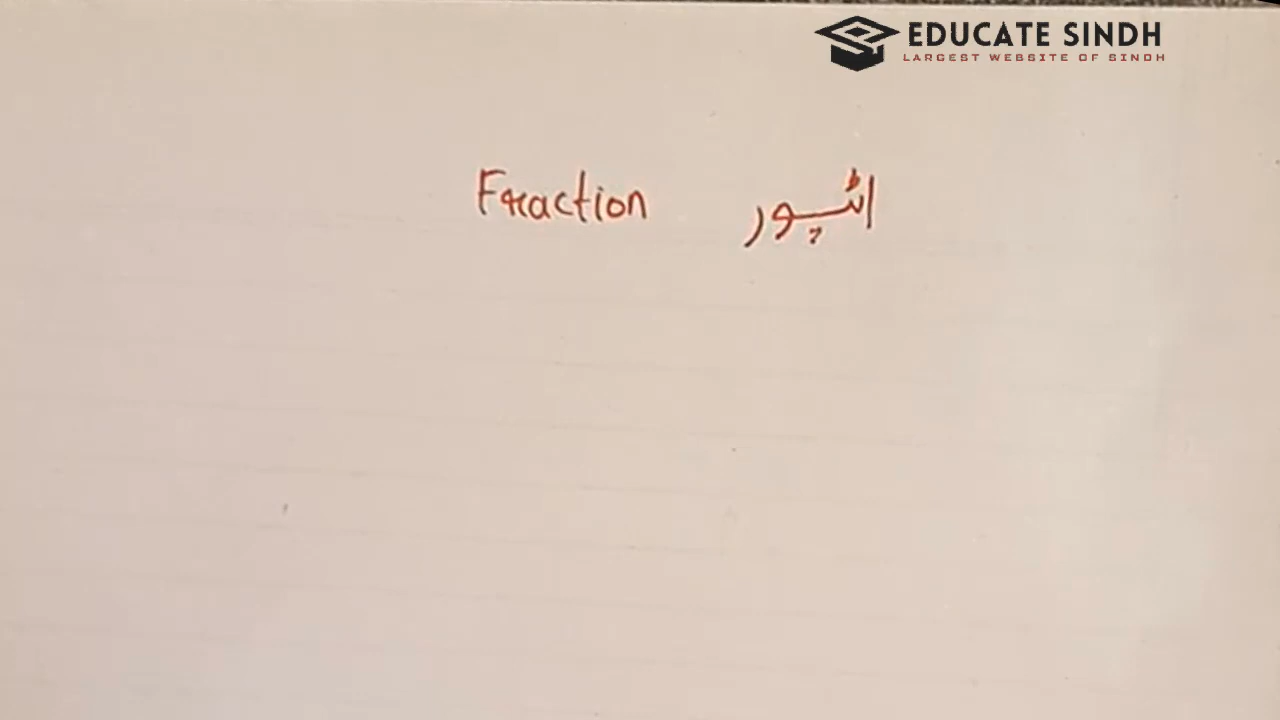 EDUCATE SINDH
LARGEST WEBSITE OF SINDH
Fraction اڻپور